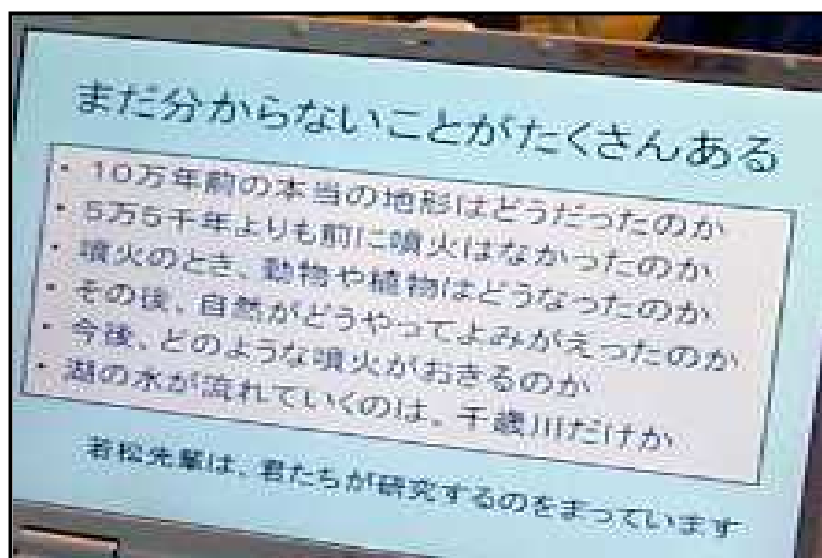 まだ分からないことがたくさんある
・10万年前の本当の地形はどうだったのか
・5万5千年よりも前に噴火はなかったのか
・噴火のとき、動物や植物はどうなったのか
・その後、自然がどうやってよみがえったのか
・今後、どのような噴火がおきるのか
・湖の水が流れていくのは、千歳川だけか
若松先輩は、君たちが研究するのをまっています